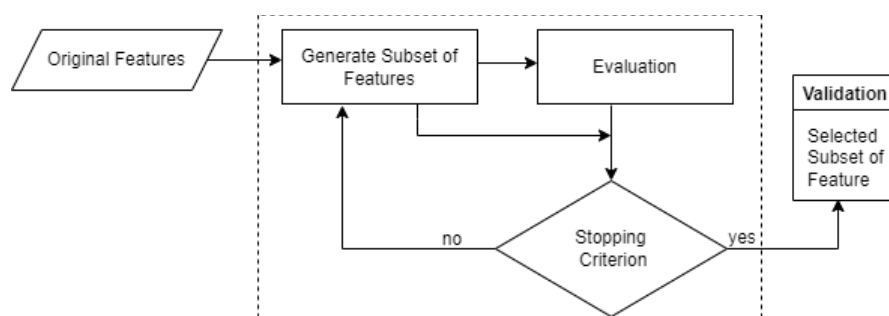 Original Features
Generate Subset of
Features
Evaluation
Validation
Selected
Subset of
Feature
no
Stopping
Criterion
yes